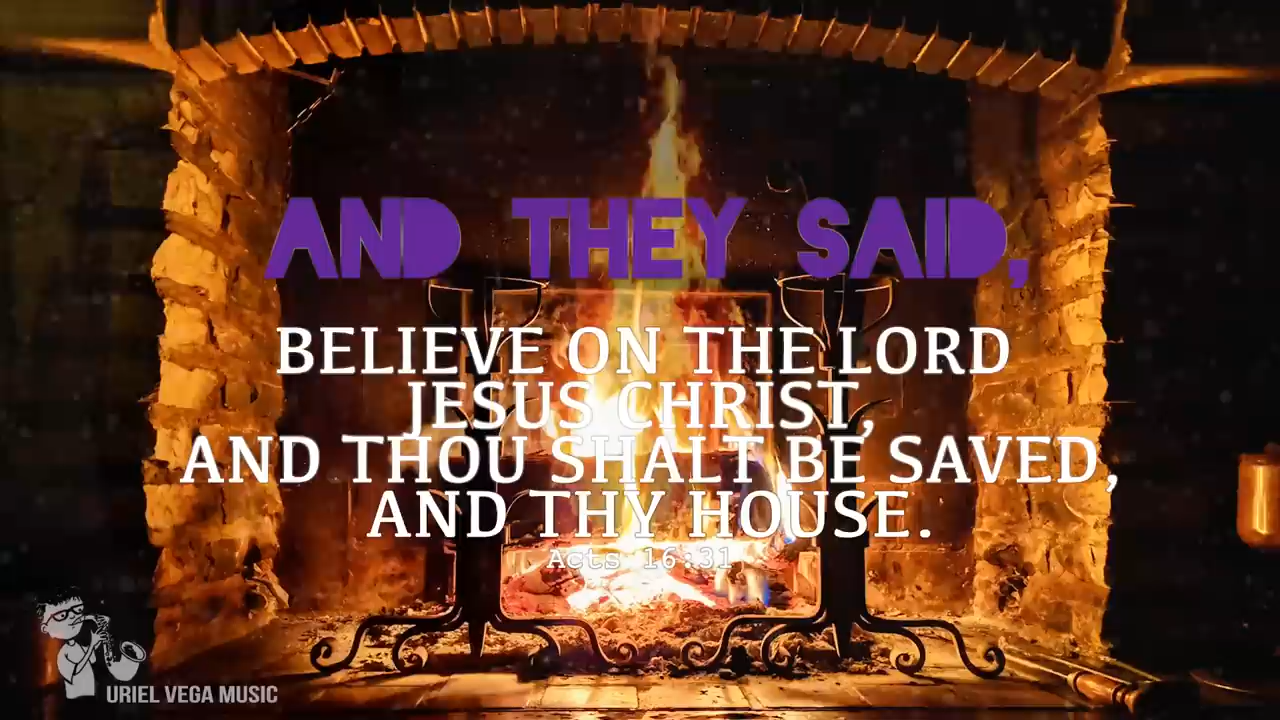 AND THEY SAID,
BELIEVE ON THE LORD
JESUS CHRIST,
AND THOU SHALT BE SAVED,
AND THY HOUSE.
Acts 16:31
URIEL VEGA MUSIC